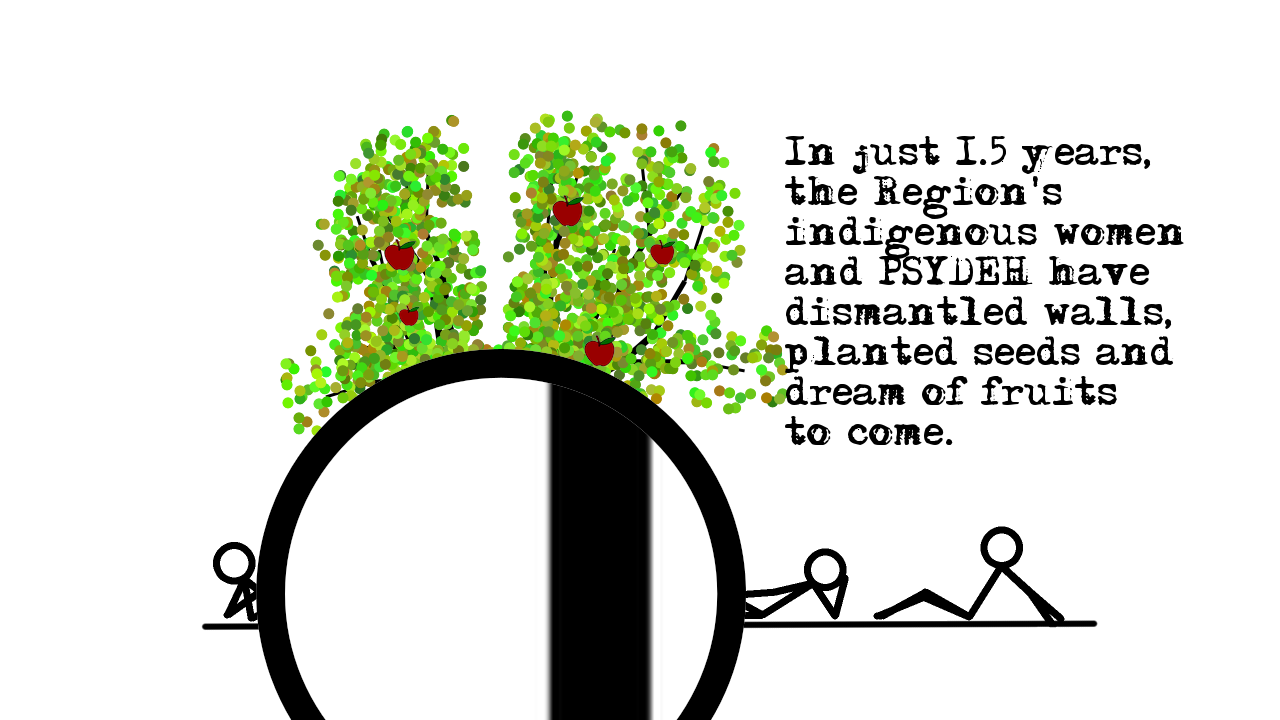 In just 1.5 years,
the Region's
indigenous women
and PSYDEH have
dismantled walls,
planted seeds and
dream of fruits
to come.